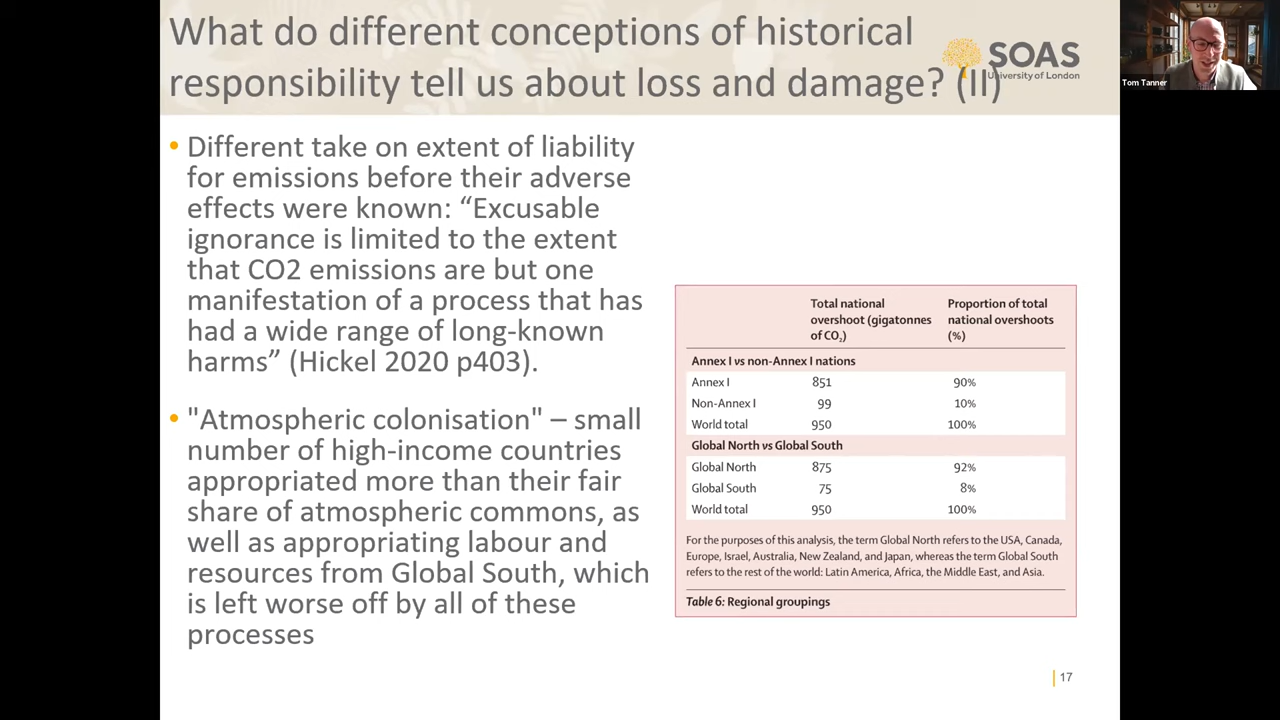 What do different conceptions of historical
responsibility tell us about loss and damage? (II)
SOAS
University of London
Tom Tanner
• Different take on extent of liability
for emissions before their adverse
effects were known: “Excusable
ignorance is limited to the extent
that CO2 emissions are but one
manifestation of a process that has
had a wide range of long-known
harms” (Hickel 2020 p403).
• "Atmospheric colonisation" – small
number of high-income countries
appropriated more than their fair
share of atmospheric commons, as
well as appropriating labour and
resources from Global South, which
is left worse off by all of these
processes
Total national overshoot (gigatonnes of CO₂) Proportion of total national overshoots (%)
Annex I vs non-Annex I nations
Annex I 851 90%
Non-Annex I 99 10%
World total 950 100%
Global North vs Global South
Global North 875 92%
Global South 75 8%
World total 950 100%
For the purposes of this analysis, the term Global North refers to the USA, Canada,
Europe, Israel, Australia, New Zealand, and Japan, whereas the term Global South
refers to the rest of the world: Latin America, Africa, the Middle East, and Asia.
Table 6: Regional groupings
17